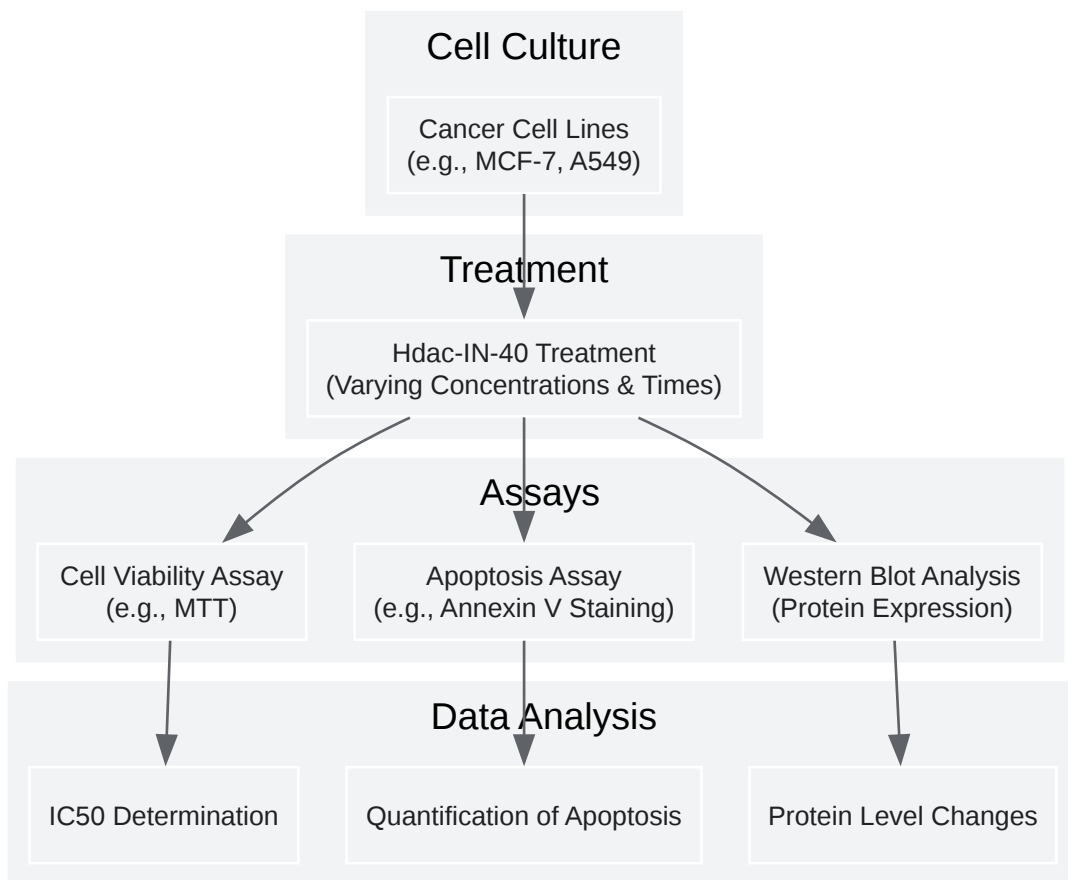 Cell Culture
Cancer Cell Lines
(e.g., MCF-7, A549)
Treatment
Hdac-IN-40 Treatment
(Varying Concentrations & Times)
Assays
Cell Viability Assay
(e.g., MTT)
Apoptosis Assay
(e.g., Annexin V Staining)
Western Blot Analysis
(Protein Expression)
Data Analysis
IC50 Determination
Quantification of Apoptosis
Protein Level Changes